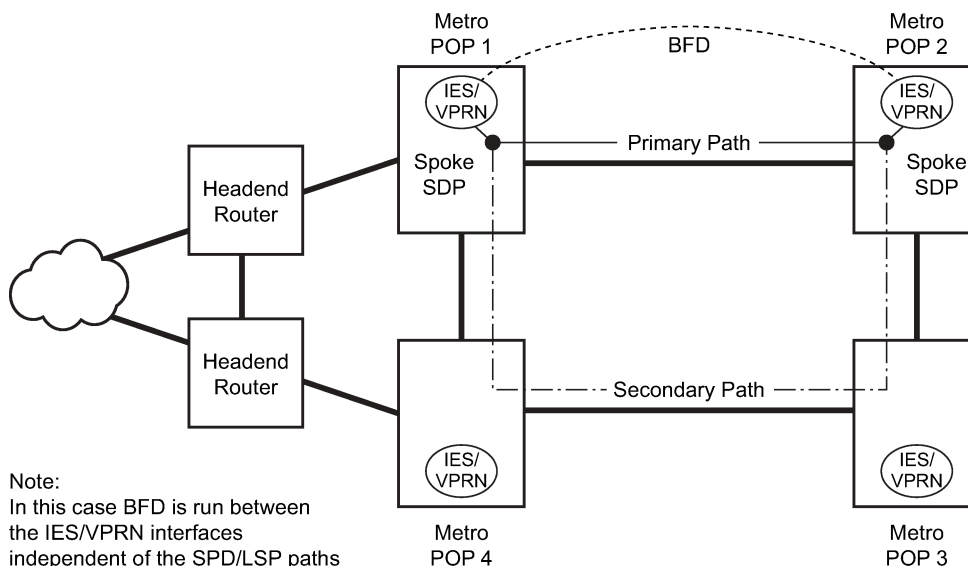 Metro
POP 1
Metro
POP 2
BFD
IES/
VPRN
IES/
VPRN
Primary Path
Spoke
SDP
Spoke
SDP
Headend
Router
Headend
Router
Secondary Path
IES/
VPRN
IES/
VPRN
Note:
In this case BFD is run between
the IES/VPRN interfaces
independent of the SPD/LSP paths
Metro
POP 4
Metro
POP 3